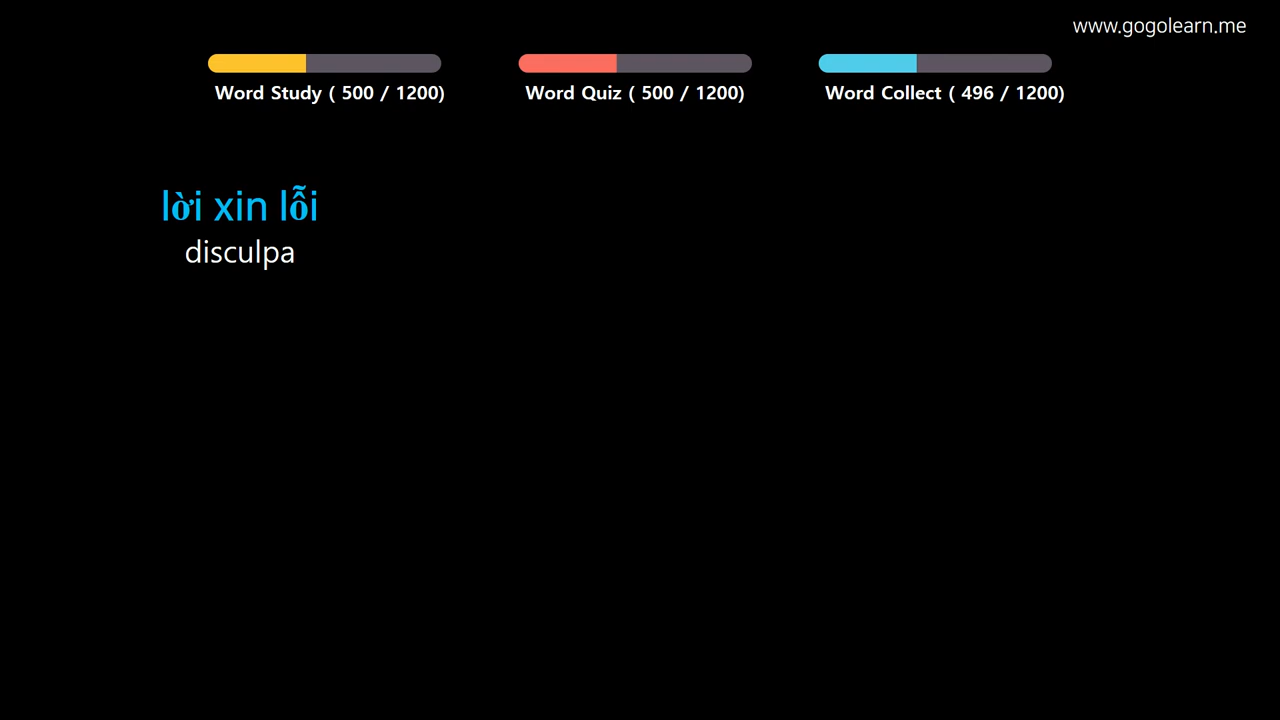 www.gogolearn.me
Word Study ( 500 / 1200)
Word Quiz ( 500 / 1200)
Word Collect ( 496 / 1200)
lời xin lỗi
disculpa